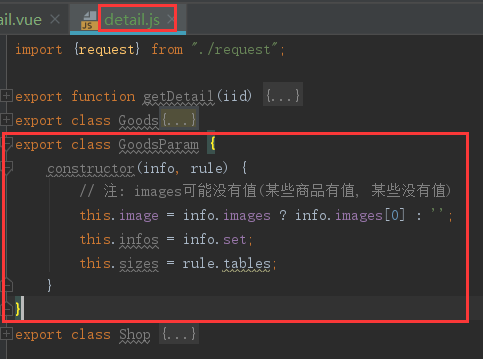 ail.vue × detail.js ×
import {request} from "./request";
export function getDetail(iid) {...}
export class Goods{...}
export class GoodsParam {
constructor(info, rule) {
// 注: images可能没有值(某些商品有值, 某些没有值)
this.image = info.images ? info.images[0] : '';
this.infos = info.set;
this.sizes = rule.tables;
}
}
export class Shop {...}